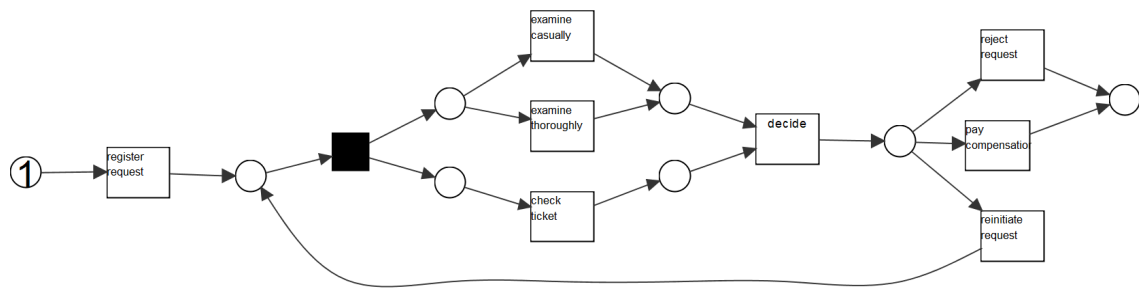 1
register
request
examine
casually
examine
thoroughly
check
ticket
decide
reject
request
pay
compensation
reinitiate
request